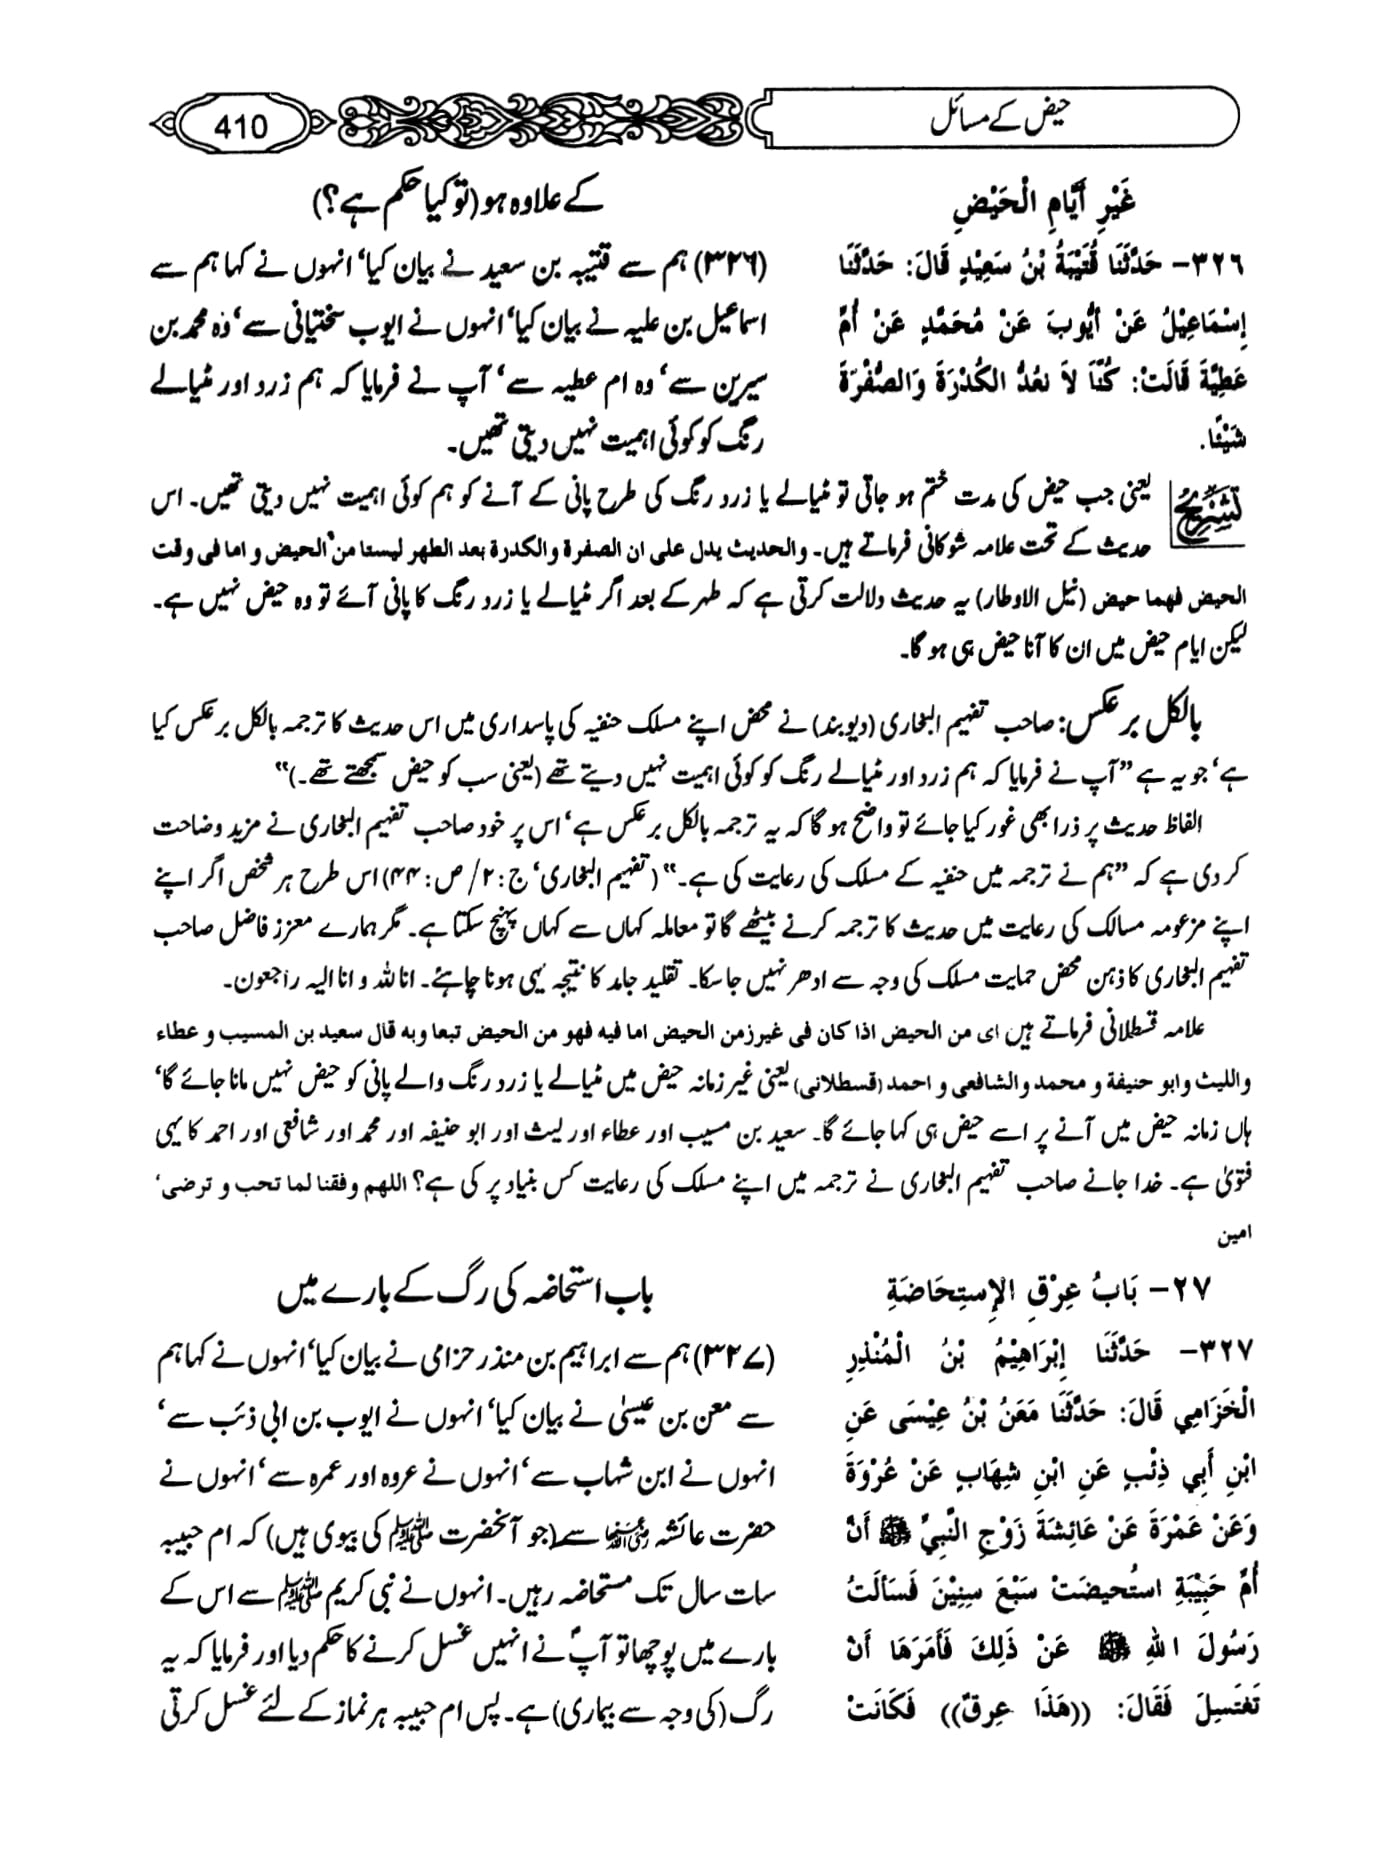 حیض کے مسائل
410
غَيْرِ أَيَّامِ الْحَيْضِ
٣٢٦- حَدَّثَنَا قُتَيْبَةُ بْنُ سَعِيْدٍ قَالَ: حَدَّثَنَا
إِسْمَاعِيْلُ عَنْ أَيُّوبَ عَنْ مُحَمَّدٍ عَنْ أُمِّ
عَطِيَّةَ قَالَتْ: كُنَّا لاَ نَعُدُّ الكُدْرَةَ وَالصُّفْرَةَ
شَيْئًا.
کے علاوہ ہو (تو کیا حکم ہے؟)
(۳۲۶) ہم سے قتیبہ بن سعید نے بیان کیا‘ انہوں نے کہا ہم سے
اسماعیل بن علیہ نے بیان کیا‘ انہوں نے ایوب سختیانی سے‘ وہ محمد بن
سیرین سے‘ وہ ام عطیہ سے‘ آپ نے فرمایا کہ ہم زرد اور مٹیالے
رنگ کو کوئی اہمیت نہیں دیتی تھیں۔
تشریح
یعنی جب حیض کی مدت ختم ہو جاتی تو مٹیالے یا زرد رنگ کی طرح پانی کے آنے کو ہم کوئی اہمیت نہیں دیتی تھیں۔ اس
حدیث کے تحت علامہ شوکانی فرماتے ہیں۔ والحدیث یدل علی ان الصفرة والکدرة بعد الطهر لیستا من الحیض و اما فی وقت
الحیض فهما حیض (نیل الاوطار) یہ حدیث دلالت کرتی ہے کہ طہر کے بعد اگر مٹیالے یا زرد رنگ کا پانی آئے تو وہ حیض نہیں ہے۔
لیکن ایام حیض میں ان کا آنا حیض ہی ہو گا۔
بالکل برعکس: صاحب تفہیم البخاری (دیوبند) نے محض اپنے مسلک حنفیہ کی پاسداری میں اس حدیث کا ترجمہ بالکل برعکس کیا
ہے‘ جو یہ ہے ”آپ نے فرمایا کہ ہم زرد اور مٹیالے رنگ کو کوئی اہمیت نہیں دیتے تھے (یعنی سب کو حیض سمجھتے تھے۔)“
الفاظ حدیث پر ذرا بھی غور کیا جائے تو واضح ہو گا کہ یہ ترجمہ بالکل برعکس ہے‘ اس پر خود صاحب تفہیم البخاری نے مزید وضاحت
کر دی ہے کہ ”ہم نے ترجمہ میں حنفیہ کے مسلک کی رعایت کی ہے۔“ (تفہیم البخاری‘ ج: ۲/ ص: ۴۴) اس طرح ہر شخص اگر اپنے
اپنے مزعومہ مسالک کی رعایت میں حدیث کا ترجمہ کرنے بیٹھے گا تو معاملہ کہاں سے کہاں پہنچ سکتا ہے۔ مگر ہمارے معزز فاضل صاحب
تفہیم البخاری کا ذہن محض حمایت مسلک کی وجہ سے ادھر نہیں جا سکا۔ تقلید جامد کا نتیجہ یہی ہونا چاہئے۔ انا للہ و انا الیہ راجعون۔
علامہ قسطلانی فرماتے ہیں ای من الحیض اذا کان فی غیرزمن الحیض اما فیه فهو من الحیض تبعا وبه قال سعید بن المسیب و عطاء
واللیث وابو حنیفة و محمد والشافعی و احمد (قسطلانی) یعنی غیر زمانہ حیض میں مٹیالے یا زرد رنگ والے پانی کو حیض نہیں مانا جائے گا‘
ہاں زمانہ حیض میں آنے پر اسے حیض ہی کہا جائے گا۔ سعید بن مسیب اور عطاء اور لیث اور ابو حنیفہ اور محمد اور شافعی اور احمد کا یہی
فتویٰ ہے۔ خدا جانے صاحب تفہیم البخاری نے ترجمہ میں اپنے مسلک کی رعایت کس بنیاد پر کی ہے؟ اللهم وفقنا لما تحب و ترضی‘
امین
٢٧- بَابُ عِرْقِ الإِستِحَاضَةِ
٣٢٧- حَدَّثَنَا إِبْرَاهِيْمُ بْنُ الْمُنْذِرِ
الْخَزَامِي قَالَ: حَدَّثَنَا مَعَنُ بْنُ عِيْسَى عَنِ
ابْنِ أَبِي ذِئْبٍ عَنِ ابْنِ شِهَابٍ عَنْ عُرْوَةَ
وَعَنْ عَمْرَةَ عَنْ عَائِشَةَ زَوْجِ النَّبِيِّ ﷺ أَنَّ
أُمَّ حَبِيْبَةَ استُحِيضَتْ سَبْعَ سِنِيْنَ فَسَأَلَتْ
رَسُولَ اللهِ ﷺ عَنْ ذَلِكَ فَأَمَرَهَا أَنْ
تَغْتَسِلَ فَقَالَ: ((هَذَا عِرقٌ)) فَكَانَتْ
باب استحاضہ کی رگ کے بارے میں
(۳۲۷) ہم سے ابراہیم بن منذر حزامی نے بیان کیا‘ انہوں نے کہا ہم
سے معن بن عیسیٰ نے بیان کیا‘ انہوں نے ایوب بن ابی ذئب سے‘
انہوں نے ابن شہاب سے‘ انہوں نے عروہ اور عمرہ سے‘ انہوں نے
حضرت عائشہ رضی اللہ عنہا سے (جو آنحضرت ﷺ کی بیوی ہیں) کہ ام حبیبہ
سات سال تک مستحاضہ رہیں۔ انہوں نے نبی کریم ﷺ سے اس کے
بارے میں پوچھا تو آپؐ نے انہیں غسل کرنے کا حکم دیا اور فرمایا کہ یہ
رگ (کی وجہ سے بیماری) ہے۔ پس ام حبیبہ ہر نماز کے لئے غسل کرتی